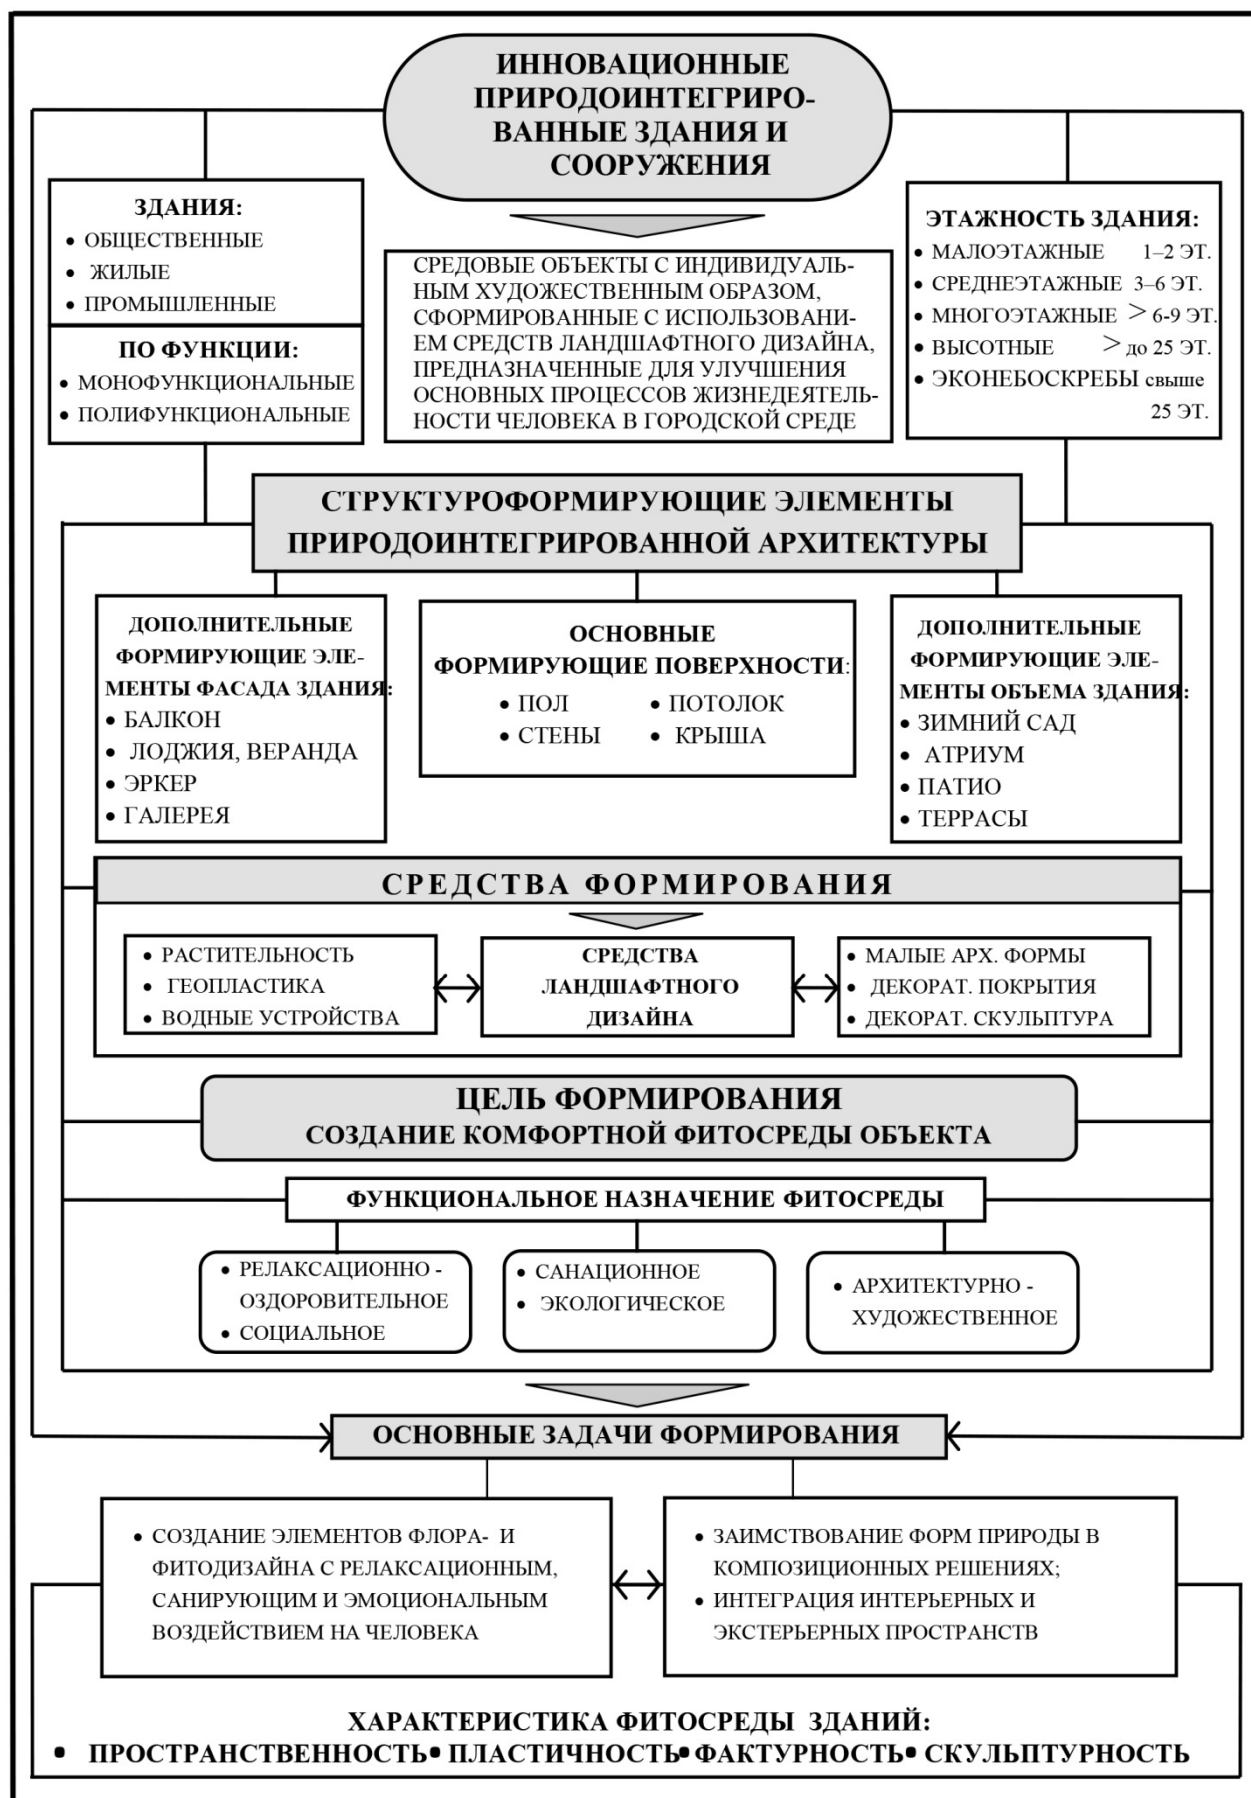 ИННОВАЦИОННЫЕ
ПРИРОДОИНТЕГРИРО-
ВАННЫЕ ЗДАНИЯ И
СООРУЖЕНИЯ
ЗДАНИЯ:
• ОБЩЕСТВЕННЫЕ
• ЖИЛЫЕ
• ПРОМЫШЛЕННЫЕ
ПО ФУНКЦИИ:
• МОНОФУНКЦИОНАЛЬНЫЕ
• ПОЛИФУНКЦИОНАЛЬНЫЕ
СРЕДОВЫЕ ОБЪЕКТЫ С ИНДИВИДУАЛЬ-
НЫМ ХУДОЖЕСТВЕННЫМ ОБРАЗОМ,
СФОРМИРОВАННЫЕ С ИСПОЛЬЗОВАНИ-
ЕМ СРЕДСТВ ЛАНДШАФТНОГО ДИЗАЙНА,
ПРЕДНАЗНАЧЕННЫЕ ДЛЯ УЛУЧШЕНИЯ
ОСНОВНЫХ ПРОЦЕССОВ ЖИЗНЕДЕЯТЕЛЬ-
НОСТИ ЧЕЛОВЕКА В ГОРОДСКОЙ СРЕДЕ
ЭТАЖНОСТЬ ЗДАНИЯ:
• МАЛОЭТАЖНЫЕ 1–2 ЭТ.
• СРЕДНЕЭТАЖНЫЕ 3–6 ЭТ.
• МНОГОЭТАЖНЫЕ > 6-9 ЭТ.
• ВЫСОТНЫЕ > до 25 ЭТ.
• ЭКОНЕБОСКРЕБЫ свыше
25 ЭТ.
СТРУКТУРОФОРМИРУЮЩИЕ ЭЛЕМЕНТЫ
ПРИРОДОИНТЕГРИРОВАННОЙ АРХИТЕКТУРЫ
ДОПОЛНИТЕЛЬНЫЕ
ФОРМИРУЮЩИЕ ЭЛЕ-
МЕНТЫ ФАСАДА ЗДАНИЯ:
• БАЛКОН
• ЛОДЖИЯ, ВЕРАНДА
• ЭРКЕР
• ГАЛЕРЕЯ
ОСНОВНЫЕ
ФОРМИРУЮЩИЕ ПОВЕРХНОСТИ:
• ПОЛ • ПОТОЛОК
• СТЕНЫ • КРЫША
ДОПОЛНИТЕЛЬНЫЕ
ФОРМИРУЮЩИЕ ЭЛЕ-
МЕНТЫ ОБЪЕМА ЗДАНИЯ:
• ЗИМНИЙ САД
• АТРИУМ
• ПАТИО
• ТЕРРАСЫ
СРЕДСТВА ФОРМИРОВАНИЯ
• РАСТИТЕЛЬНОСТЬ
• ГЕОПЛАСТИКА
• ВОДНЫЕ УСТРОЙСТВА
СРЕДСТВА
ЛАНДШАФТНОГО
ДИЗАЙНА
• МАЛЫЕ АРХ. ФОРМЫ
• ДЕКОРАТ. ПОКРЫТИЯ
• ДЕКОРАТ. СКУЛЬПТУРА
ЦЕЛЬ ФОРМИРОВАНИЯ
СОЗДАНИЕ КОМФОРТНОЙ ФИТОСРЕДЫ ОБЪЕКТА
ФУНКЦИОНАЛЬНОЕ НАЗНАЧЕНИЕ ФИТОСРЕДЫ
• РЕЛАКСАЦИОННО -
ОЗДОРОВИТЕЛЬНОЕ
• СОЦИАЛЬНОЕ
• САНАЦИОННОЕ
• ЭКОЛОГИЧЕСКОЕ
• АРХИТЕКТУРНО -
ХУДОЖЕСТВЕННОЕ
ОСНОВНЫЕ ЗАДАЧИ ФОРМИРОВАНИЯ
• СОЗДАНИЕ ЭЛЕМЕНТОВ ФЛОРА- И
ФИТОДИЗАЙНА С РЕЛАКСАЦИОННЫМ,
САНИРУЮЩИМ И ЭМОЦИОНАЛЬНЫМ
ВОЗДЕЙСТВИЕМ НА ЧЕЛОВЕКА
• ЗАИМСТВОВАНИЕ ФОРМ ПРИРОДЫ В
КОМПОЗИЦИОННЫХ РЕШЕНИЯХ;
• ИНТЕГРАЦИЯ ИНТЕРЬЕРНЫХ И
ЭКСТЕРЬЕРНЫХ ПРОСТРАНСТВ
ХАРАКТЕРИСТИКА ФИТОСРЕДЫ ЗДАНИЙ:
• ПРОСТРАНСТВЕННОСТЬ • ПЛАСТИЧНОСТЬ • ФАКТУРНОСТЬ • СКУЛЬПТУРНОСТЬ